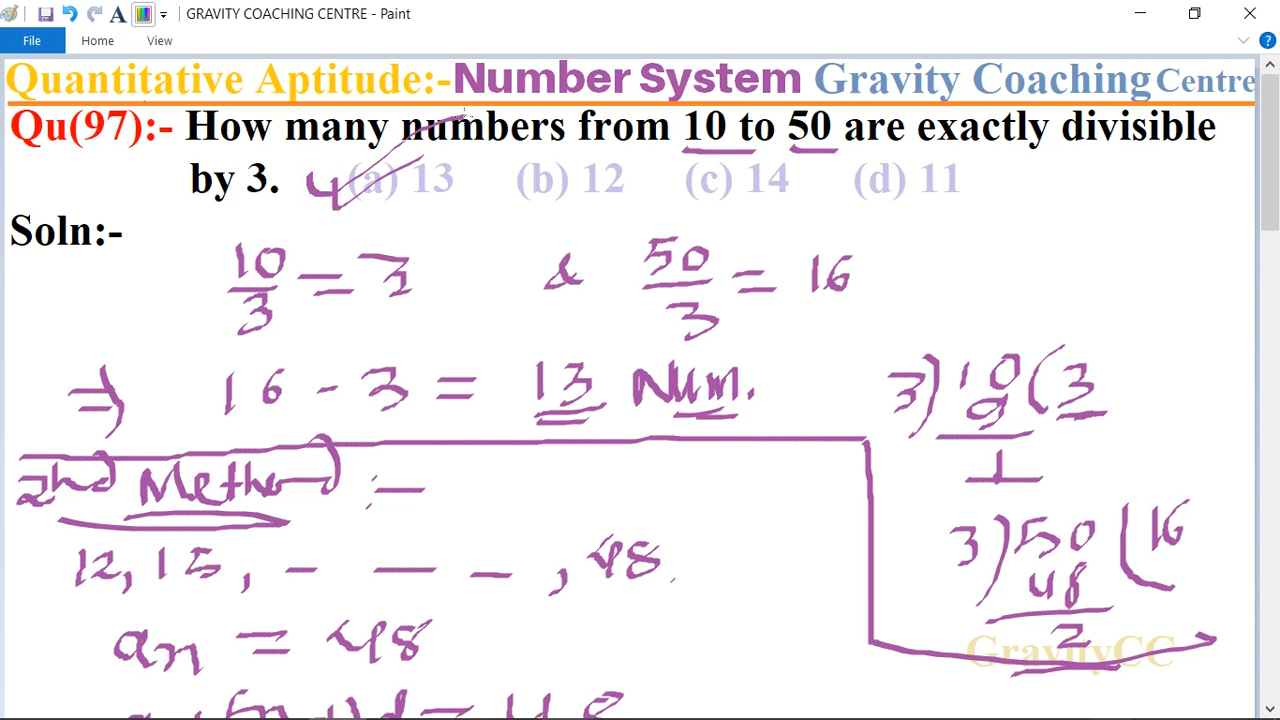 GRAVITY COACHING CENTRE - Paint
File Home View
Quantitative Aptitude:-Number System Gravity Coaching Centre
Qu(97):- How many numbers from 10 to 50 are exactly divisible
by 3. (a) 13 (b) 12 (c) 14 (d) 11
Soln:-
10/3 = 3 & 50/3 = 16
=) 16 - 3 = 13 Num.
3) 10 (3
9
1
2nd Method :-
3) 50 (16
48
2
12, 15, - - - , 48
an = 48
GravityCC